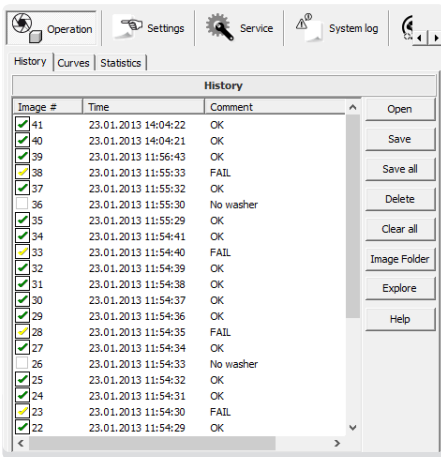 Operation Settings Service System log
History Curves Statistics
History
Image # Time Comment
41 23.01.2013 14:04:22 OK
40 23.01.2013 14:04:21 OK
39 23.01.2013 11:56:43 OK
38 23.01.2013 11:55:33 FAIL
37 23.01.2013 11:55:32 OK
36 23.01.2013 11:55:30 No washer
35 23.01.2013 11:55:29 OK
34 23.01.2013 11:54:41 OK
33 23.01.2013 11:54:40 FAIL
32 23.01.2013 11:54:39 OK
31 23.01.2013 11:54:38 OK
30 23.01.2013 11:54:37 OK
29 23.01.2013 11:54:36 OK
28 23.01.2013 11:54:35 FAIL
27 23.01.2013 11:54:34 OK
26 23.01.2013 11:54:33 No washer
25 23.01.2013 11:54:32 OK
24 23.01.2013 11:54:31 OK
23 23.01.2013 11:54:30 FAIL
22 23.01.2013 11:54:29 OK
Open
Save
Save all
Delete
Clear all
Image Folder
Explore
Help